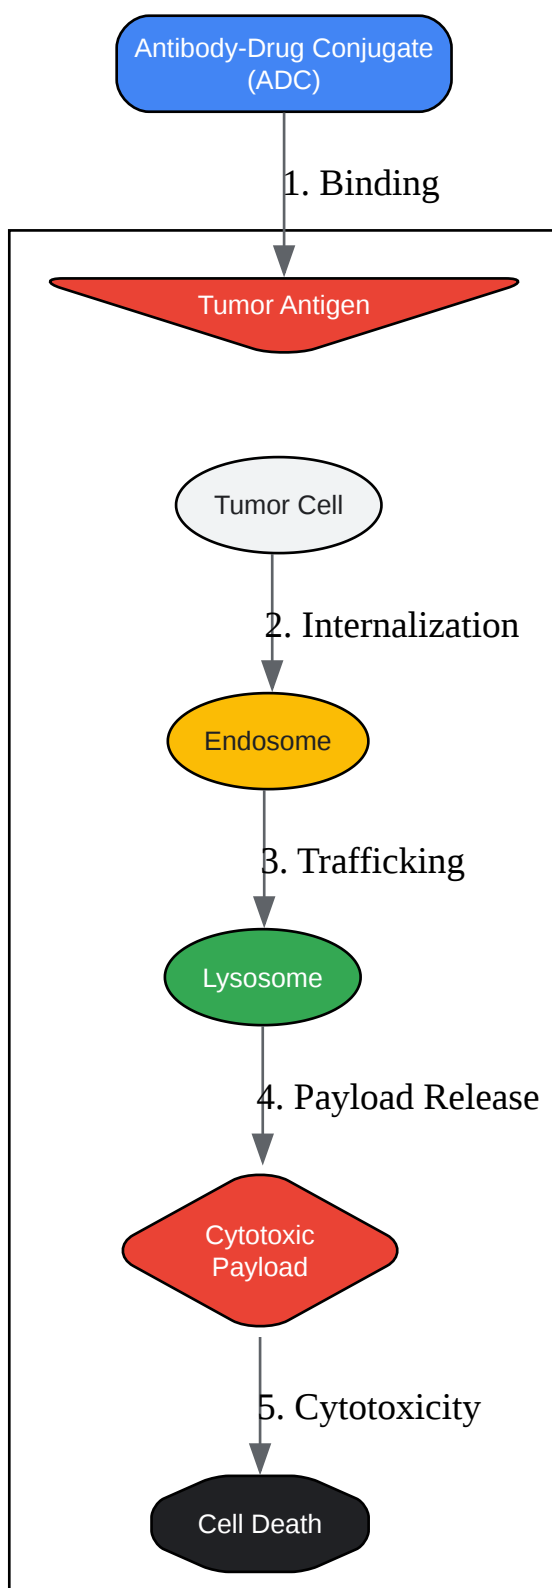 Antibody-Drug Conjugate
(ADC)
1. Binding
Tumor Antigen
Tumor Cell
2. Internalization
Endosome
3. Trafficking
Lysosome
4. Payload Release
Cytotoxic
Payload
5. Cytotoxicity
Cell Death